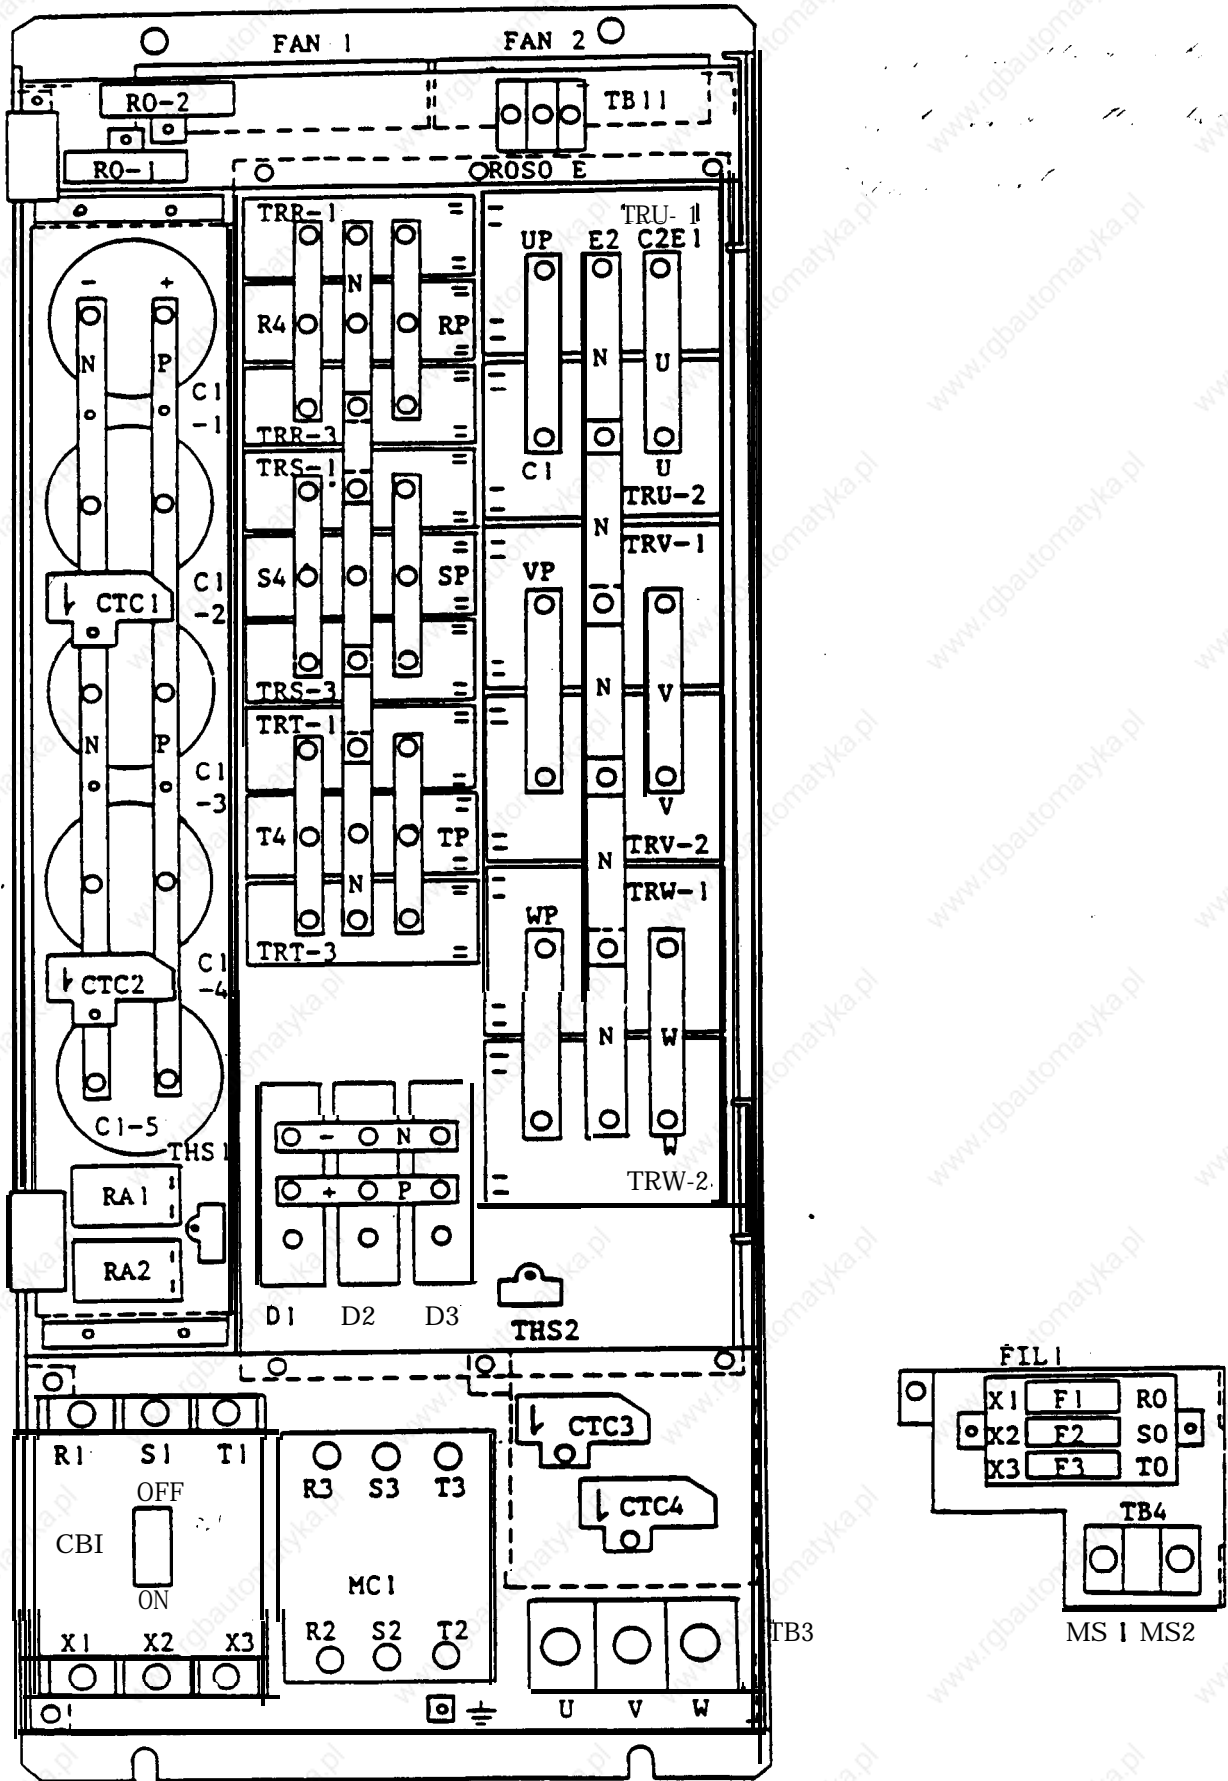 FAN 1 FAN 2
RO-2 TB11
RO-1 ROSO E
TRR-1 TRU-1
UP E2 C2E1
- + N
R4 RP
N P N U
C1
-1
TRR-3
TRS-1 C1 U
TRU-2
N TRV-1
S4 SP VP
CTC1 C1
-2
TRS-3 N V
TRT-1
N P
C1
-3 V
T4 TP TRV-2
N N TRW-1
WP
TRT-3
CTC2 C1
-4
N W
C1-5 - N
THS1 W
RA1 + P TRW-2
RA2
D1 D2 D3
THS2
FIL1
X1 F1 RO
X2 F2 SO
X3 F3 TO
TB4
MS 1 MS2
CTC3
R1 S1 T1 R3 S3 T3
OFF CTC4
CBI
ON MC1
X1 X2 X3 R2 S2 T2 TB3
U V W
www.rgbautomatyka.pl